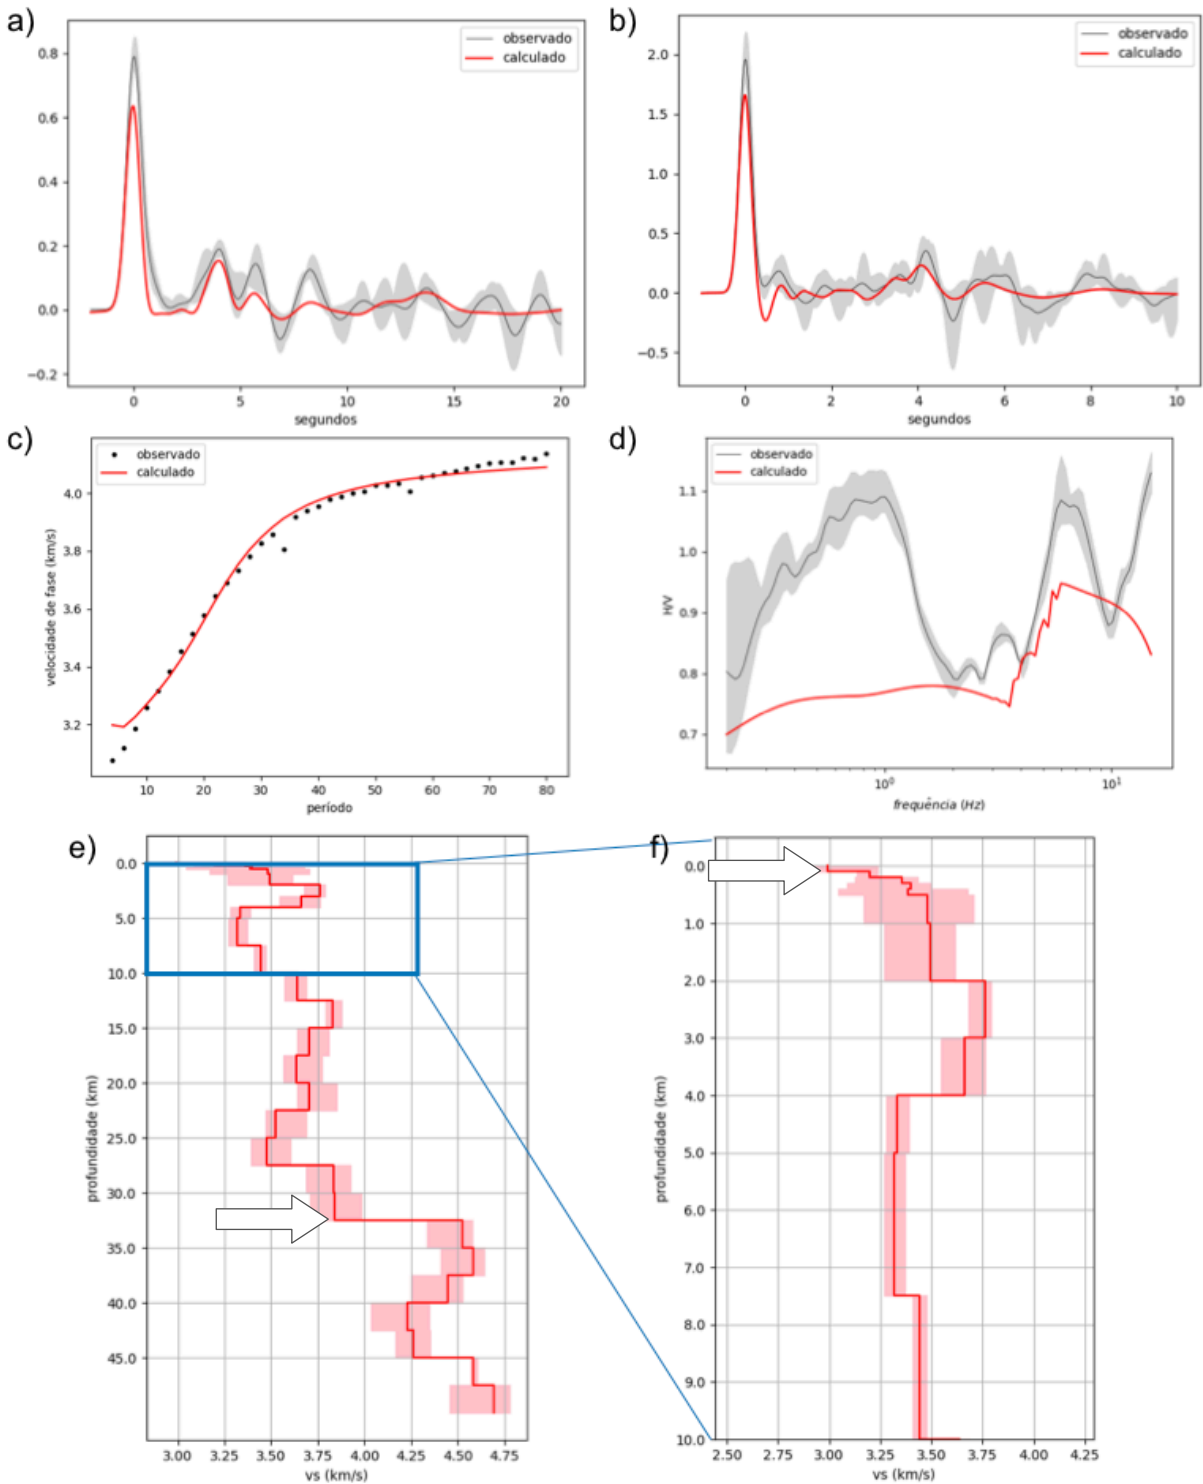 a)
observado
calculado
0.8
0.6
0.4
0.2
0.0
−0.2
0 5 10 15 20
segundos
b)
observado
calculado
2.0
1.5
1.0
0.5
0.0
−0.5
0 2 4 6 8 10
segundos
c)
observado
calculado
velocidade de fase (km/s)
4.0
3.8
3.6
3.4
3.2
10 20 30 40 50 60 70 80
período
d)
observado
calculado
H/V
1.1
1.0
0.9
0.8
0.7
10⁰ 10¹
frequência (Hz)
e)
profundidade (km)
0.0
5.0
10.0
15.0
20.0
25.0
30.0
35.0
40.0
45.0
3.00 3.25 3.50 3.75 4.00 4.25 4.50 4.75
vs (km/s)
f)
profundidade (km)
0.0
1.0
2.0
3.0
4.0
5.0
6.0
7.0
8.0
9.0
10.0
2.50 2.75 3.00 3.25 3.50 3.75 4.00 4.25
vs (km/s)